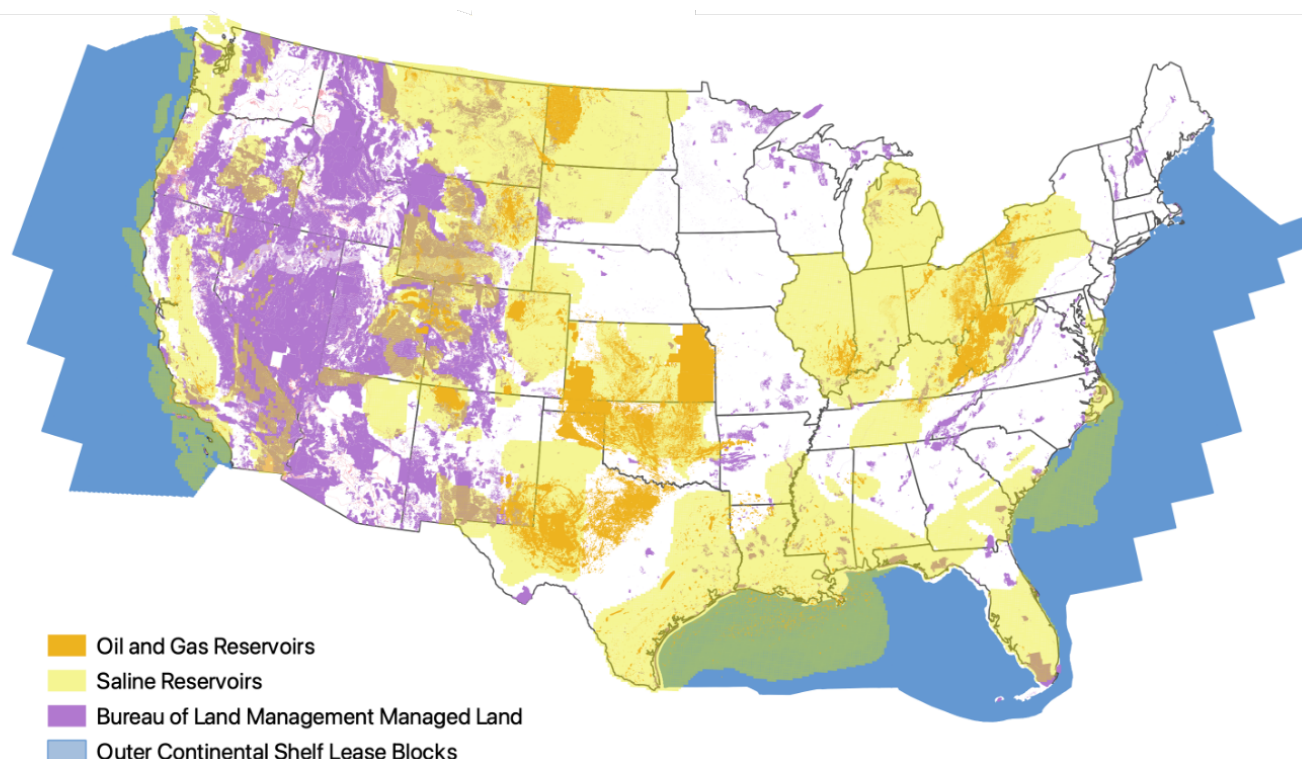 Oil and Gas Reservoirs
Saline Reservoirs
Bureau of Land Management Managed Land
Outer Continental Shelf Lease Blocks